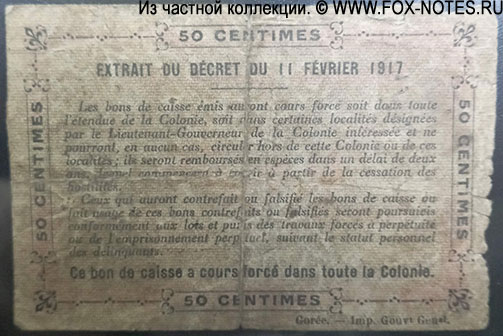 Из частной коллекции. © WWW.FOX-NOTES.RU
50 CENTIMES
EXTRAIT DU DÉCRET DU 11 FÉVRIER 1917
50 CENTIMES
50 CENTIMES
Les bons de caisse émis auront cours forcé soit dans toute
l'étendue de la Colonie, soit dans certaines localités désignées
par le Lieutenant-Gouverneur de la Colonie intéressée et ne
pourront, en aucun cas, circuler hors de cette Colonie ou de ces
localités ; ils seront remboursés en espèces dans un délai de deux
ans, lequel commencera à courir à partir de la cessation des
hostilités.
Ceux qui auront contrefait ou falsifié les bons de caisse ou
fait usage de ces bons contrefaits ou falsifiés seront poursuivis
conformément aux lois et punis des travaux forcés à perpétuité
ou de l'emprisonnement perpétuel, suivant le statut personnel
des délinquants.
Ce bon de caisse a cours forcé dans toute la Colonie.
50 CENTIMES
Gorée. — Imp. Gouvt Génal.